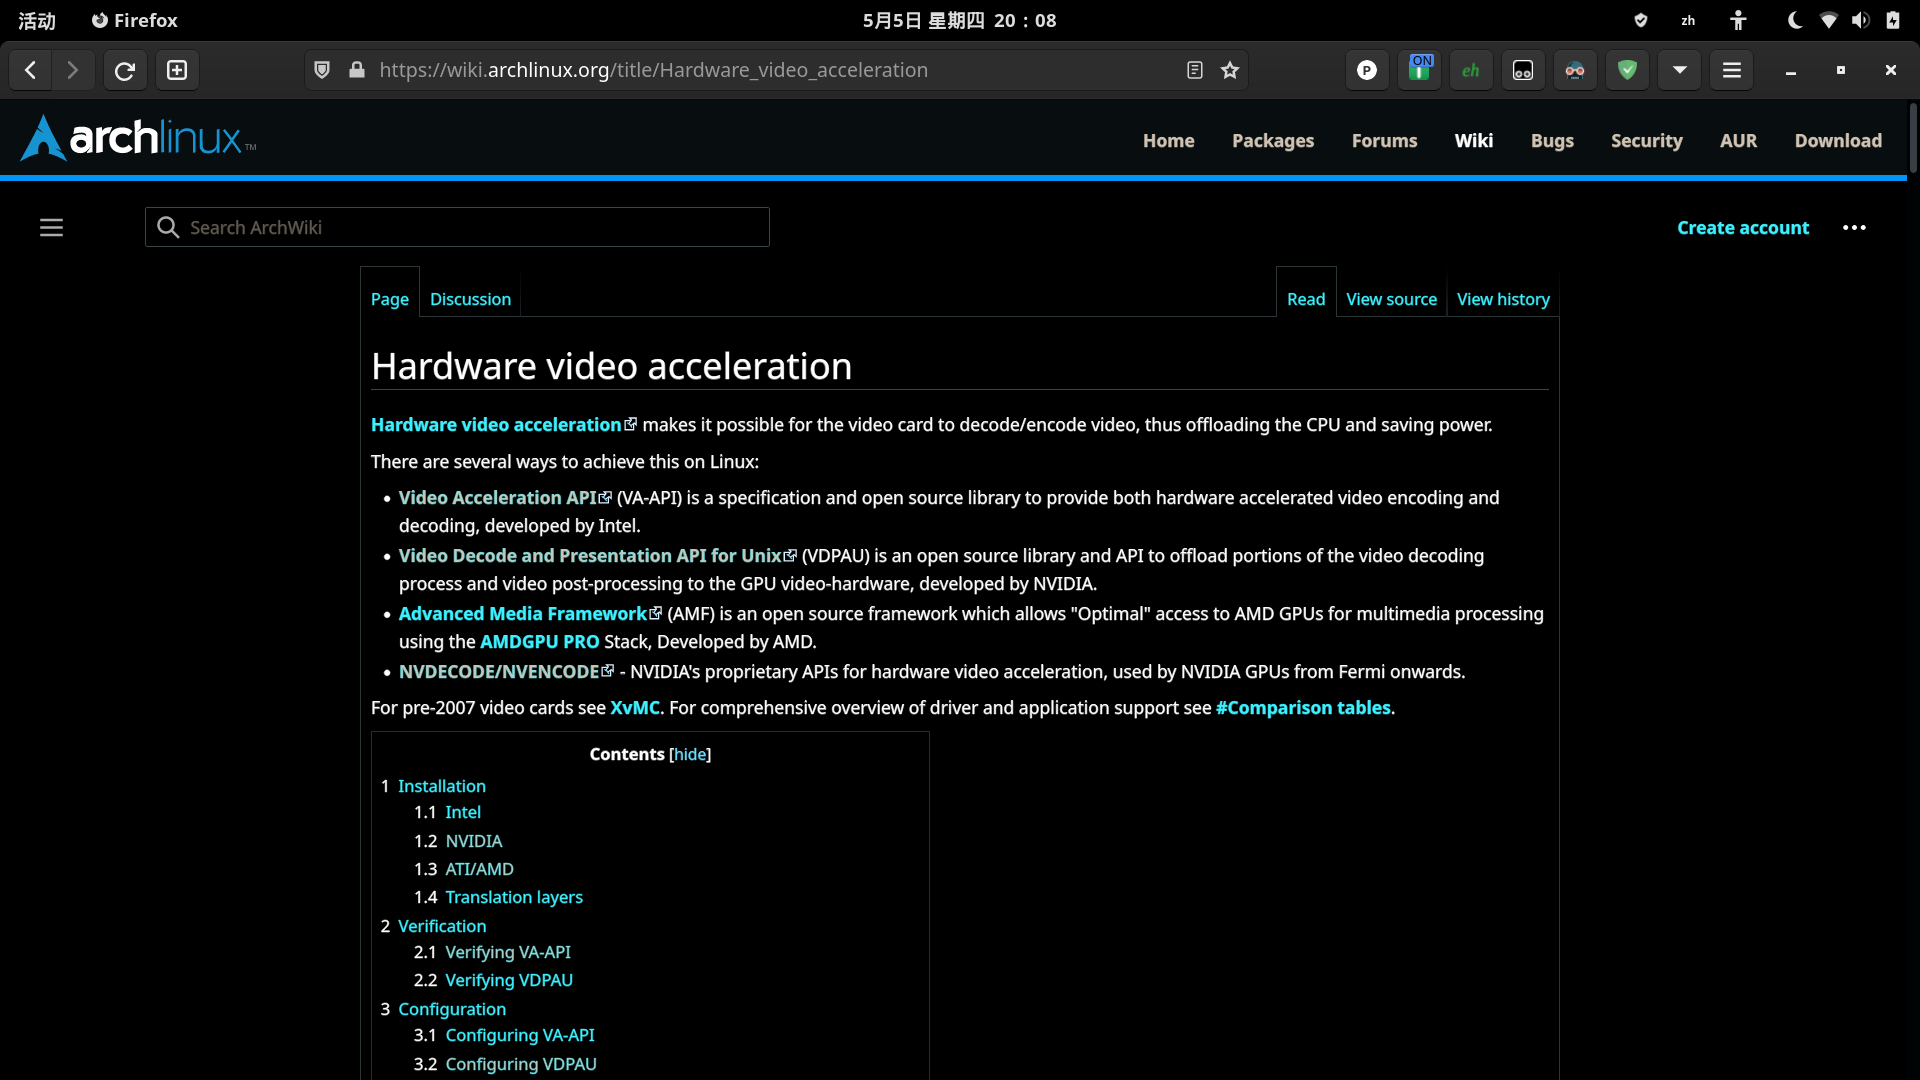 活动 Firefox 5月5日 星期四 20：08 zh
https://wiki.archlinux.org/title/Hardware_video_acceleration P ON eh
archlinux™ Home Packages Forums Wiki Bugs Security AUR Download
Search ArchWiki Create account
Page Discussion Read View source View history
Hardware video acceleration
Hardware video acceleration makes it possible for the video card to decode/encode video, thus offloading the CPU and saving power.
There are several ways to achieve this on Linux:
• Video Acceleration API (VA-API) is a specification and open source library to provide both hardware accelerated video encoding and
decoding, developed by Intel.
• Video Decode and Presentation API for Unix (VDPAU) is an open source library and API to offload portions of the video decoding
process and video post-processing to the GPU video-hardware, developed by NVIDIA.
• Advanced Media Framework (AMF) is an open source framework which allows "Optimal" access to AMD GPUs for multimedia processing
using the AMDGPU PRO Stack, Developed by AMD.
• NVDECODE/NVENCODE - NVIDIA's proprietary APIs for hardware video acceleration, used by NVIDIA GPUs from Fermi onwards.
For pre-2007 video cards see XvMC. For comprehensive overview of driver and application support see #Comparison tables.
Contents [hide]
1 Installation
1.1 Intel
1.2 NVIDIA
1.3 ATI/AMD
1.4 Translation layers
2 Verification
2.1 Verifying VA-API
2.2 Verifying VDPAU
3 Configuration
3.1 Configuring VA-API
3.2 Configuring VDPAU